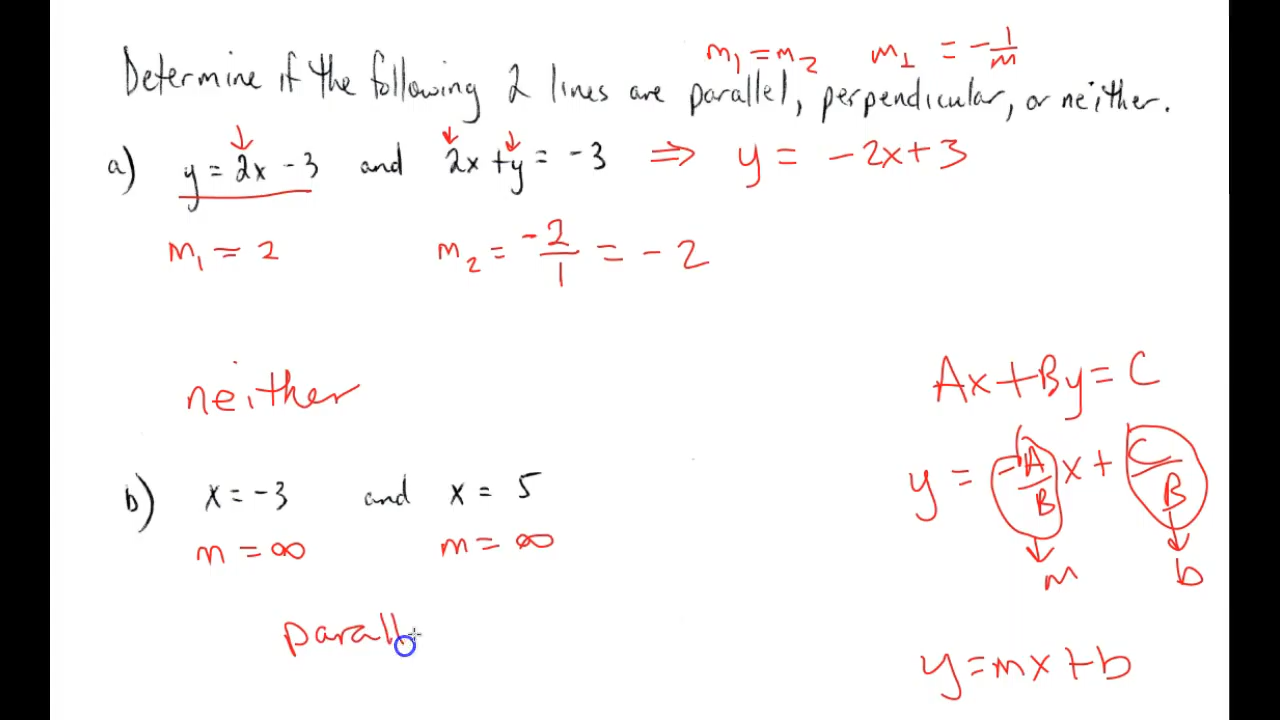 m₁ = m₂ m⊥ = -1/m
Determine if the following 2 lines are parallel, perpendicular, or neither.
a) y = 2x - 3 and 2x + y = -3 ⇒ y = -2x + 3
m₁ = 2 m₂ = -2/1 = -2
neither
Ax + By = C
y = -A/B x + C/B
m b
b) x = -3 and x = 5
m = ∞ m = ∞
parall
y = mx + b